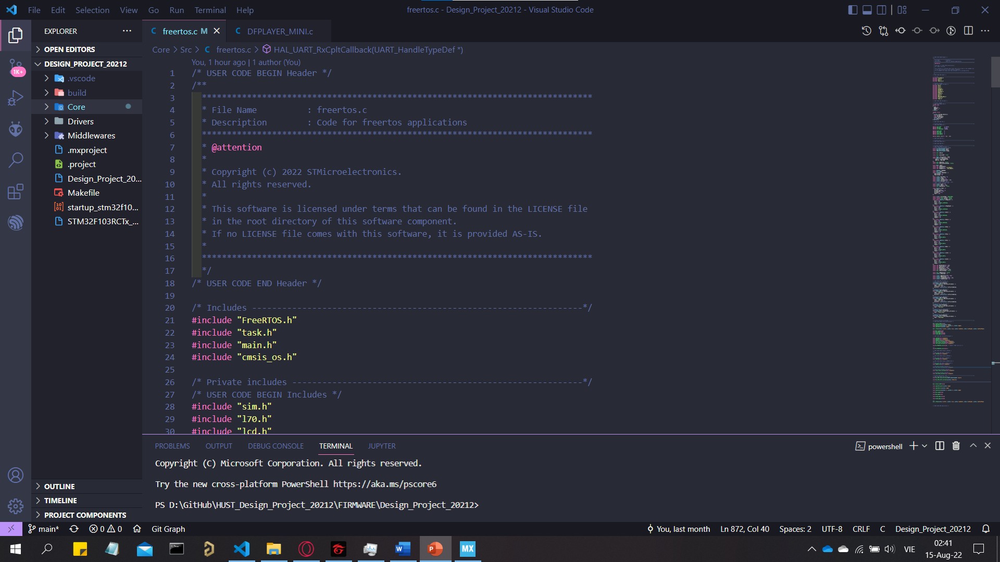 File Edit Selection View Go Run Terminal Help
freertos.c - Design_Project_20212 - Visual Studio Code
EXPLORER
OPEN EDITORS
DESIGN_PROJECT_20212
1K+
.vscode
build
Core
Drivers
Middlewares
.mxproject
.project
Design_Project_20...
Makefile
startup_stm32f10...
STM32F103RCTx_...
OUTLINE
TIMELINE
PROJECT COMPONENTS
C freertos.c M
C DFPLAYER_MINI.c
Core > Src > C freertos.c > HAL_UART_RxCpltCallback(UART_HandleTypeDef *)
You, 1 hour ago | 1 author (You)
1 /* USER CODE BEGIN Header */
2 /**
3 ******************************************************************************
4 * File Name : freertos.c
5 * Description : Code for freertos applications
6 ******************************************************************************
7 * @attention
8 *
9 * Copyright (c) 2022 STMicroelectronics.
10 * All rights reserved.
11 *
12 * This software is licensed under terms that can be found in the LICENSE file
13 * in the root directory of this software component.
14 * If no LICENSE file comes with this software, it is provided AS-IS.
15 *
16 ******************************************************************************
17 */
18 /* USER CODE END Header */
19
20 /* Includes ------------------------------------------------------------------*/
21 #include "FreeRTOS.h"
22 #include "task.h"
23 #include "main.h"
24 #include "cmsis_os.h"
25
26 /* Private includes ----------------------------------------------------------*/
27 /* USER CODE BEGIN Includes */
28 #include "sim.h"
29 #include "l70.h"
30 #include "lcd.h"
PROBLEMS OUTPUT DEBUG CONSOLE TERMINAL JUPYTER
powershell
Copyright (C) Microsoft Corporation. All rights reserved.
Try the new cross-platform PowerShell https://aka.ms/pscore6
PS D:\GitHub\HUST_Design_Project_20212\FIRMWARE\Design_Project_20212>
main* 0 0 Git Graph
You, last month Ln 872, Col 40 Spaces: 2 UTF-8 CRLF C Design_Project_20212
MX
VIE
02:41
15-Aug-22